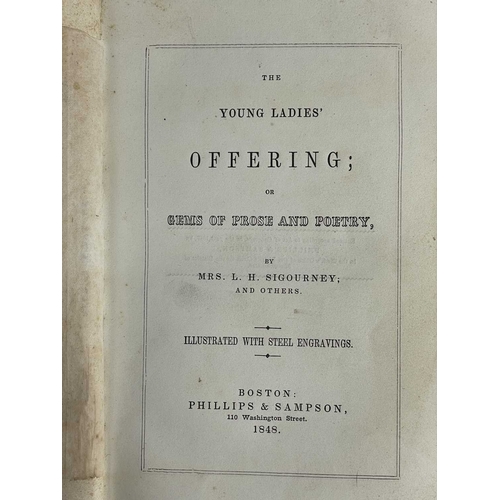 THE
YOUNG LADIES'
OFFERING;
OR
GEMS OF PROSE AND POETRY,
BY
MRS. L. H. SIGOURNEY;
AND OTHERS.
ILLUSTRATED WITH STEEL ENGRAVINGS.
BOSTON:
PHILLIPS & SAMPSON,
110 Washington Street.
1848.